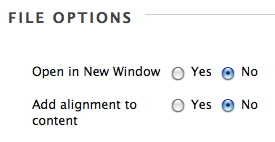 FILE OPTIONS
Open in New Window Yes No
Add alignment to Yes No
content